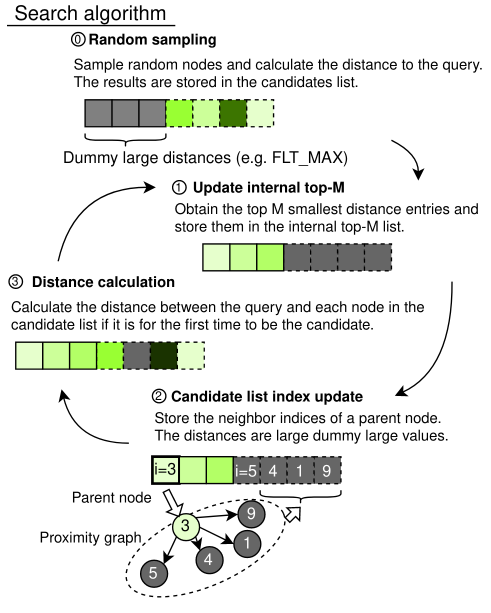 Search algorithm
⓪ Random sampling
Sample random nodes and calculate the distance to the query.
The results are stored in the candidates list.
Dummy large distances (e.g. FLT_MAX)
① Update internal top-M
Obtain the top M smallest distance entries and
store them in the internal top-M list.
③ Distance calculation
Calculate the distance between the query and each node in the
candidate list if it is for the first time to be the candidate.
② Candidate list index update
Store the neighbor indices of a parent node.
The distances are large dummy large values.
i=3 i=5 4 1 9
Parent node
Proximity graph
3
9
1
4
5